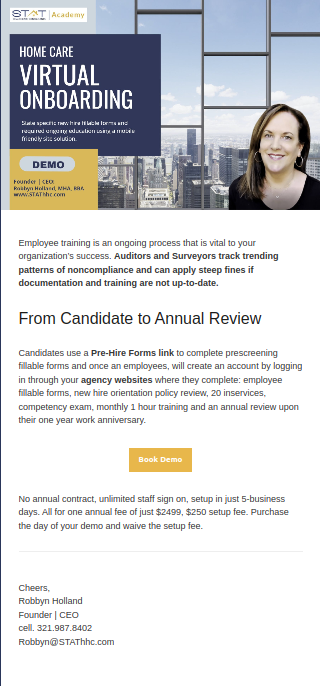 STAT
Academy
HOME CARE
VIRTUAL
ONBOARDING
State specific new hire fillable forms and
required ongoing education using a mobile
friendly site solution.
DEMO
Founder | CEO:
Robbyn Holland, MHA, BBA
www.STAThhc.com
Employee training is an ongoing process that is vital to your
organization's success. Auditors and Surveyors track trending
patterns of noncompliance and can apply steep fines if
documentation and training are not up-to-date.
From Candidate to Annual Review
Candidates use a Pre-Hire Forms link to complete prescreening
fillable forms and once an employees, will create an account by logging
in through your agency websites where they complete: employee
fillable forms, new hire orientation policy review, 20 inservices,
competency exam, monthly 1 hour training and an annual review upon
their one year work anniversary.
Book Demo
No annual contract, unlimited staff sign on, setup in just 5-business
days. All for one annual fee of just $2499, $250 setup fee. Purchase
the day of your demo and waive the setup fee.
Cheers,
Robbyn Holland
Founder | CEO
cell. 321.987.8402
Robbyn@STAThhc.com